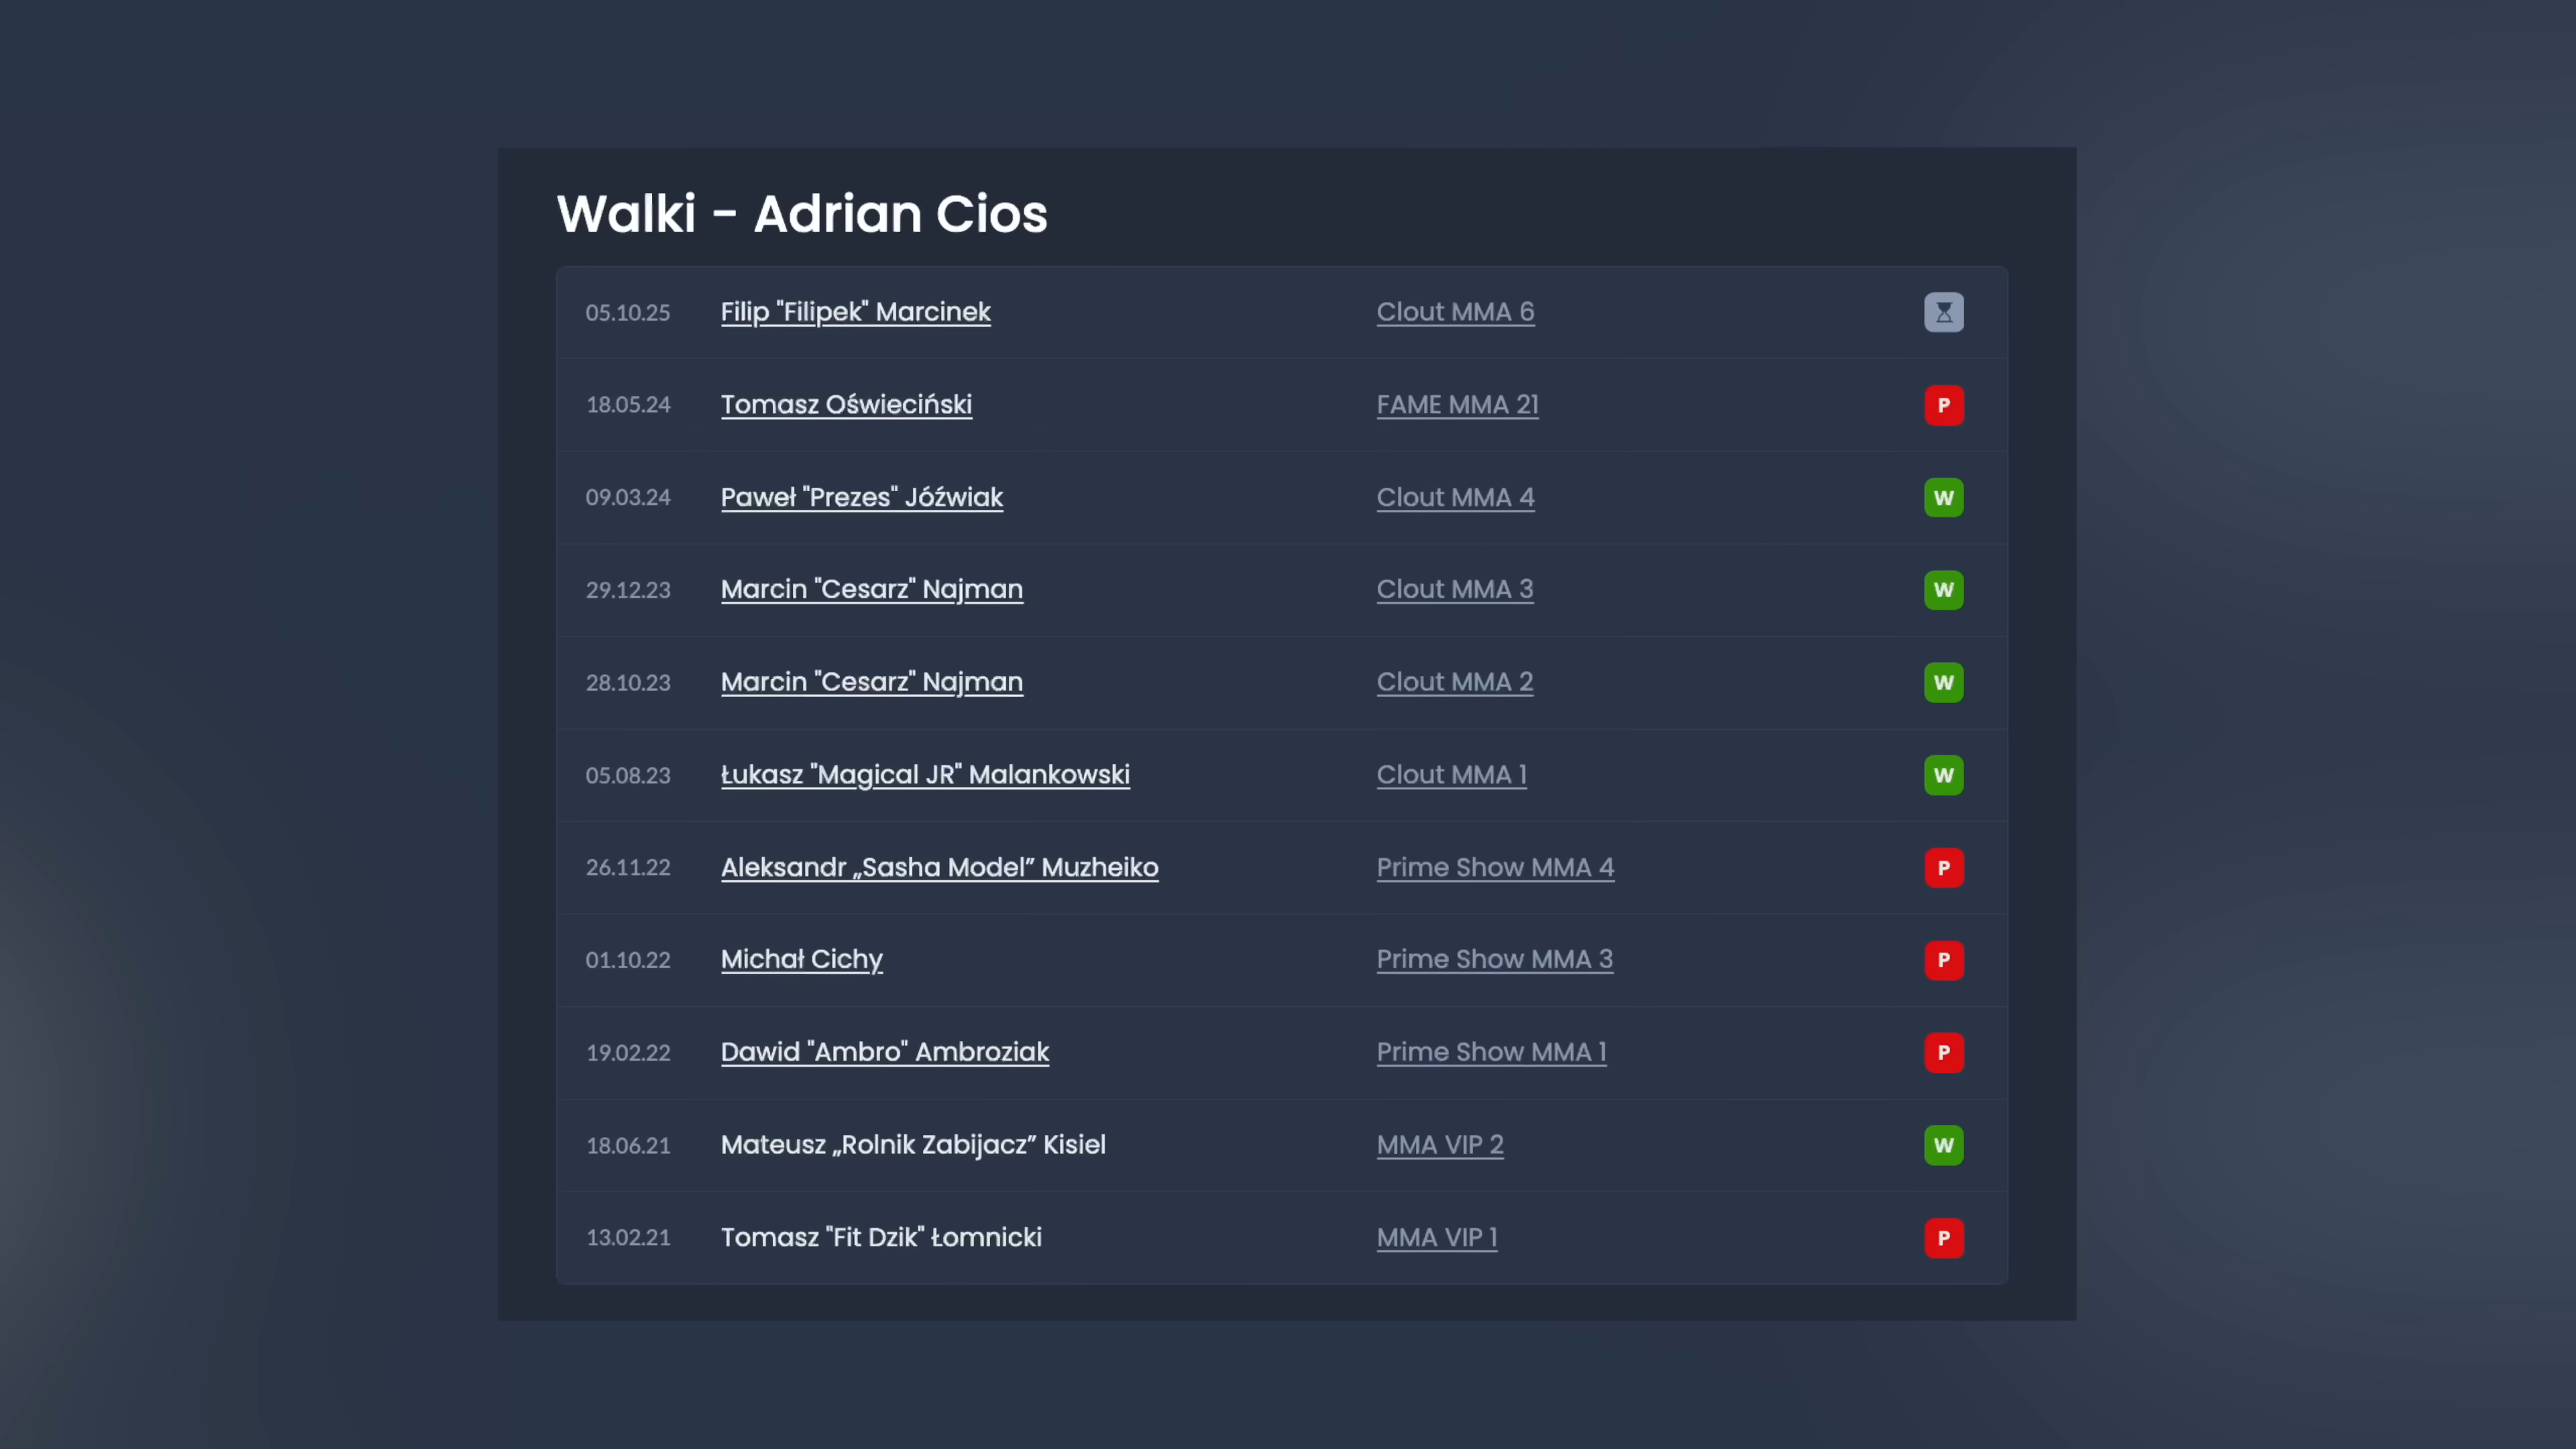 Walki - Adrian Cios
05.10.25 Filip "Filipek" Marcinek Clout MMA 6
18.05.24 Tomasz Oświeciński FAME MMA 21 P
09.03.24 Paweł "Prezes" Jóźwiak Clout MMA 4 W
29.12.23 Marcin "Cesarz" Najman Clout MMA 3 W
28.10.23 Marcin "Cesarz" Najman Clout MMA 2 W
05.08.23 Łukasz "Magical JR" Malankowski Clout MMA 1 W
26.11.22 Aleksandr „Sasha Model” Muzheiko Prime Show MMA 4 P
01.10.22 Michał Cichy Prime Show MMA 3 P
19.02.22 Dawid "Ambro" Ambroziak Prime Show MMA 1 P
18.06.21 Mateusz „Rolnik Zabijacz” Kisiel MMA VIP 2 W
13.02.21 Tomasz "Fit Dzik" Łomnicki MMA VIP 1 P